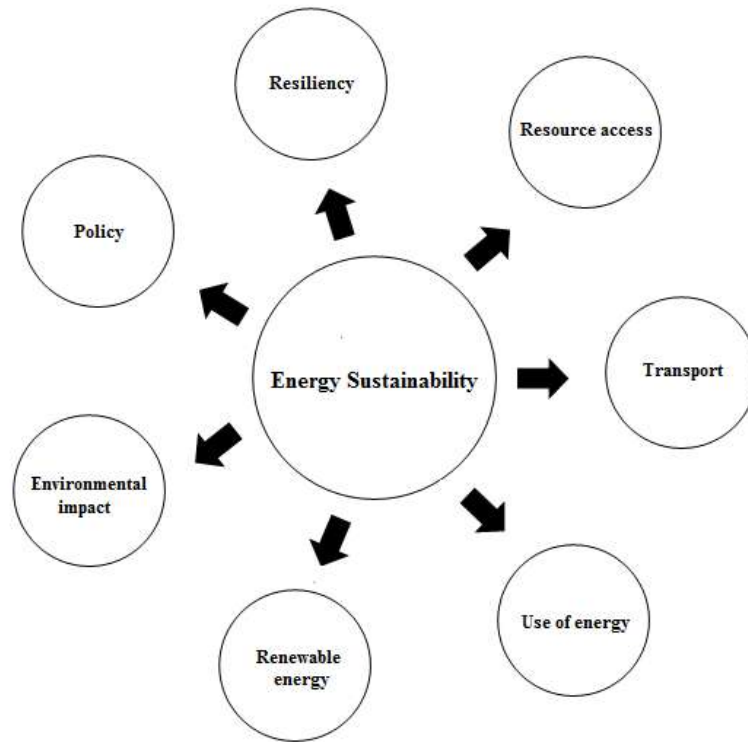 Resiliency
Resource access
Policy
Transport
Energy Sustainability
Environmental
impact
Use of energy
Renewable
energy